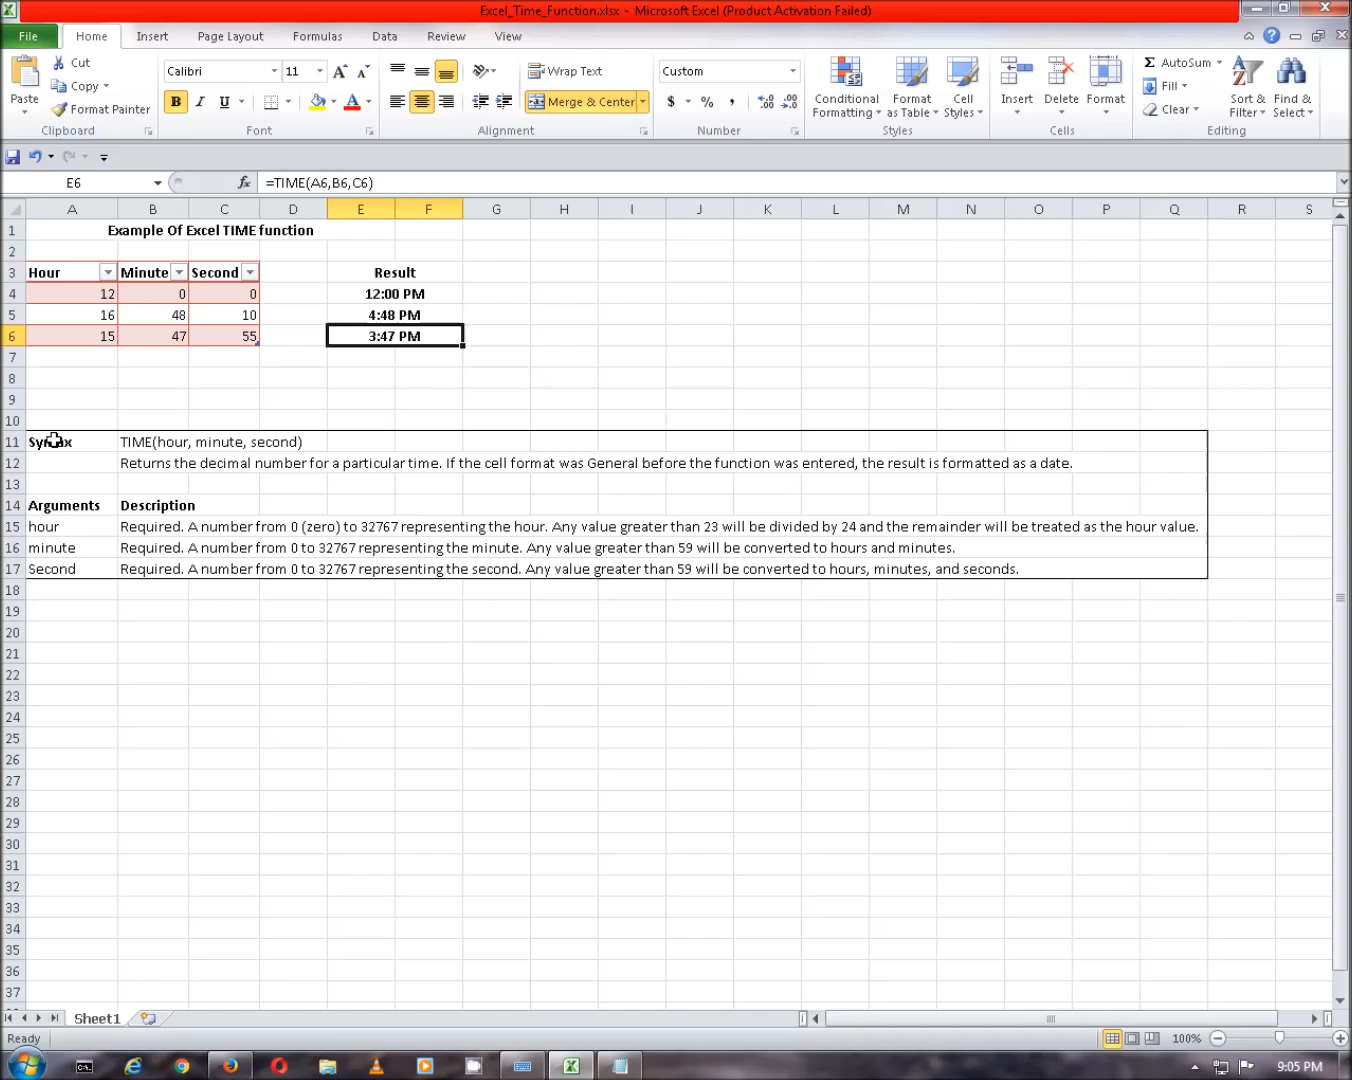 Excel_Time_Function.xlsx - Microsoft Excel (Product Activation Failed)
File Home Insert Page Layout Formulas Data Review View
Paste
Cut
Copy
Format Painter
Clipboard
Calibri 11
B I U
Font
Wrap Text
Merge & Center
Alignment
Custom
$ % ,
Number
Conditional Formatting
Format as Table
Cell Styles
Styles
Insert Delete Format
Cells
Σ AutoSum
Fill
Clear
Sort & Filter
Find & Select
Editing
E6 fx =TIME(A6,B6,C6)
A B C D E F G H I J K L M N O P Q R S
1 Example Of Excel TIME function
2
3 Hour Minute Second Result
4 12 0 0 12:00 PM
5 16 48 10 4:48 PM
6 15 47 55 3:47 PM
7
8
9
10
11 TIME(hour, minute, second)
12 Returns the decimal number for a particular time. If the cell format was General before the function was entered, the result is formatted as a date.
13
14 Arguments Description
15 hour Required. A number from 0 (zero) to 32767 representing the hour. Any value greater than 23 will be divided by 24 and the remainder will be treated as the hour value.
16 minute Required. A number from 0 to 32767 representing the minute. Any value greater than 59 will be converted to hours and minutes.
17 Second Required. A number from 0 to 32767 representing the second. Any value greater than 59 will be converted to hours, minutes, and seconds.
18
19
20
21
22
23
24
25
26
27
28
29
30
31
32
33
34
35
36
37
Sheet1
Ready 100%
9:05 PM